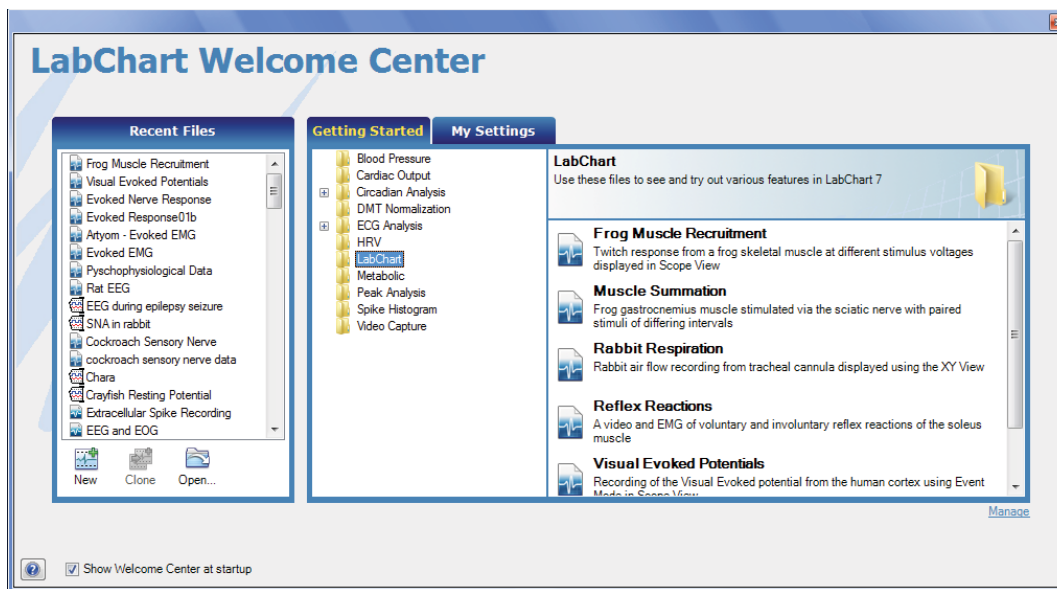 LabChart Welcome Center
Recent Files
Frog Muscle Recruitment
Visual Evoked Potentials
Evoked Nerve Response
Evoked Response01b
Artyom - Evoked EMG
Evoked EMG
Pyschophysiological Data
Rat EEG
EEG during epilepsy seizure
SNA in rabbit
Cockroach Sensory Nerve
cockroach sensory nerve data
Chara
Crayfish Resting Potential
Extracellular Spike Recording
EEG and EOG
New Clone Open...
Getting Started My Settings
Blood Pressure
Cardiac Output
Circadian Analysis
DMT Normalization
ECG Analysis
HRV
LabChart
Metabolic
Peak Analysis
Spike Histogram
Video Capture
LabChart
Use these files to see and try out various features in LabChart 7
Frog Muscle Recruitment
Twitch response from a frog skeletal muscle at different stimulus voltages
displayed in Scope View
Muscle Summation
Frog gastrocnemius muscle stimulated via the sciatic nerve with paired
stimuli of differing intervals
Rabbit Respiration
Rabbit air flow recording from tracheal cannula displayed using the XY View
Reflex Reactions
A video and EMG of voluntary and involuntary reflex reactions of the soleus
muscle
Visual Evoked Potentials
Recording of the Visual Evoked potential from the human cortex using Event
Mode in Scope View
Manage
Show Welcome Center at startup